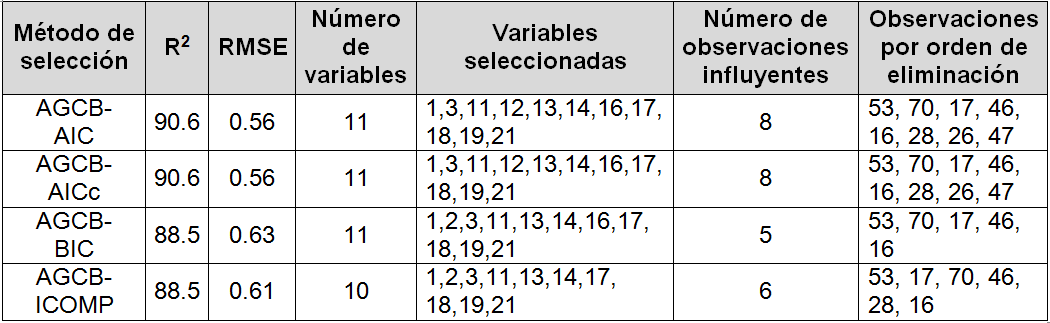 Método de selección
R2
RMSE
Número de variables
Variables seleccionadas
Número de observaciones influyentes
Observaciones por orden de eliminación
AGCB-AIC
90.6
0.56
11
1,3,11,12,13,14,16,17,
18,19,21
8
53, 70, 17, 46,
16, 28, 26, 47
AGCB-AICc
90.6
0.56
11
1,3,11,12,13,14,16,17,
18,19,21
8
53, 70, 17, 46,
16, 28, 26, 47
AGCB-BIC
88.5
0.63
11
1,2,3,11,13,14,16,17,
18,19,21
5
53, 70, 17, 46,
16
AGCB-ICOMP
88.5
0.61
10
1,2,3,11,13,14,17,
18,19,21
6
53, 17, 70, 46,
28, 16